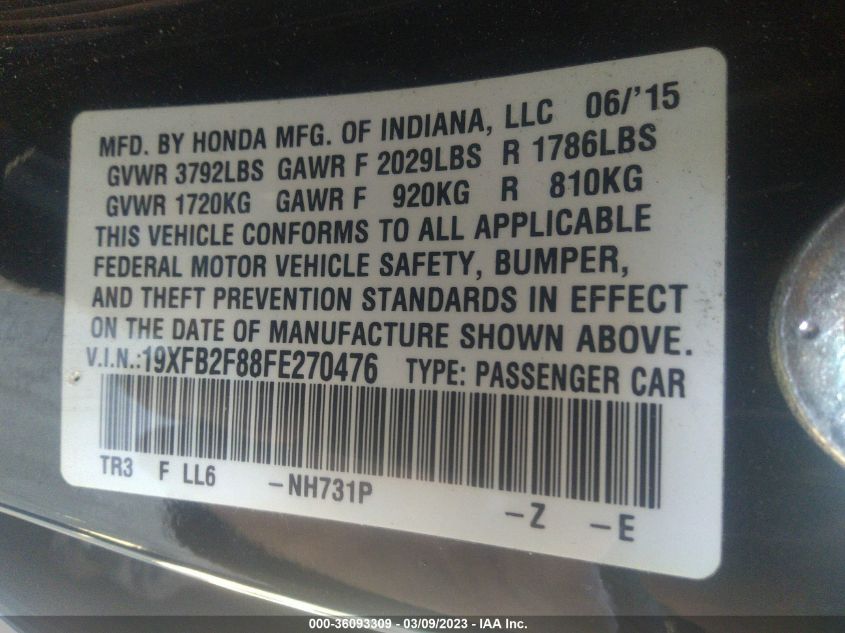 MFD. BY HONDA MFG. OF INDIANA, LLC 06/'15
GVWR 3792LBS GAWR F 2029LBS R 1786LBS
GVWR 1720KG GAWR F 920KG R 810KG
THIS VEHICLE CONFORMS TO ALL APPLICABLE
FEDERAL MOTOR VEHICLE SAFETY, BUMPER,
AND THEFT PREVENTION STANDARDS IN EFFECT
ON THE DATE OF MANUFACTURE SHOWN ABOVE.
V.I.N.:19XFB2F88FE270476 TYPE: PASSENGER CAR
TR3 F LL6 -NH731P -Z -E
000-36093309 - 03/09/2023 - IAA Inc.